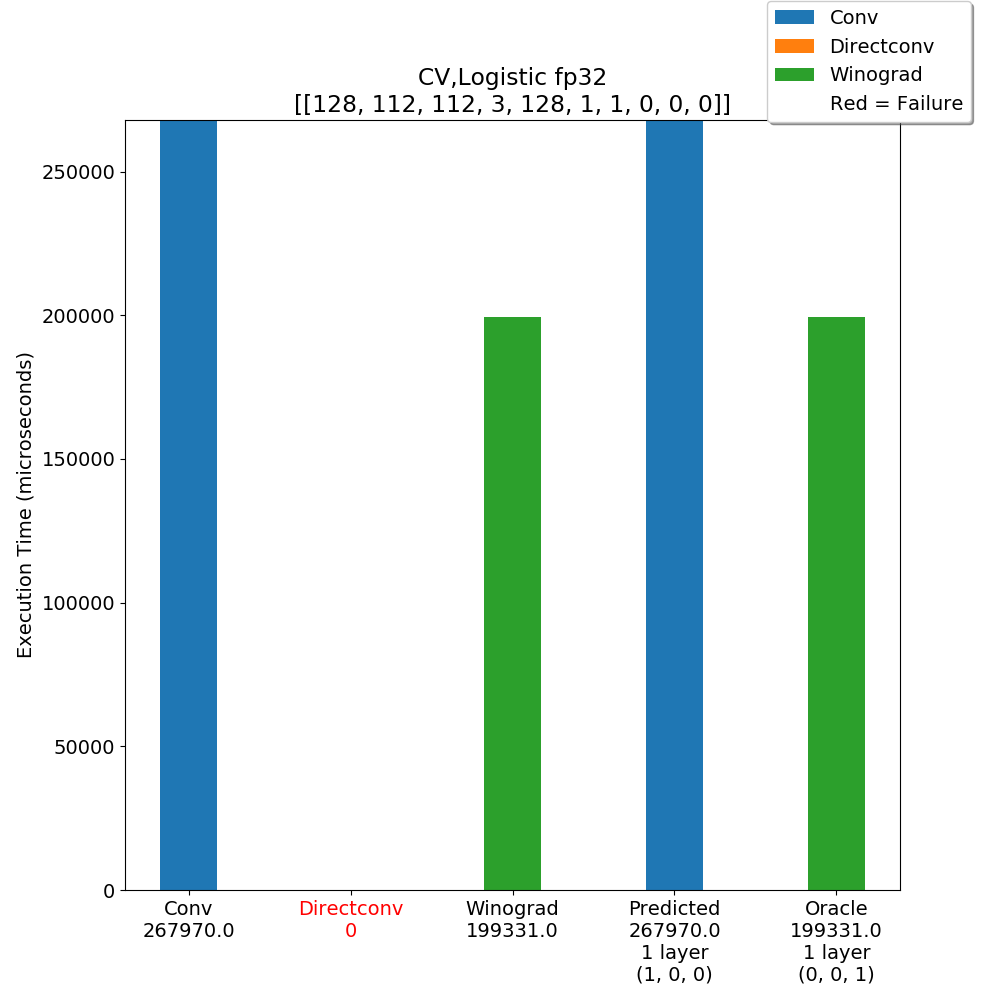 Conv
Directconv
Winograd
Red = Failure
CV,Logistic fp32
[[128, 112, 112, 3, 128, 1, 1, 0, 0, 0]]
Execution Time (microseconds)
250000
200000
150000
100000
50000
0
Conv
267970.0
Directconv
0
Winograd
199331.0
Predicted
267970.0
1 layer
(1, 0, 0)
Oracle
199331.0
1 layer
(0, 0, 1)